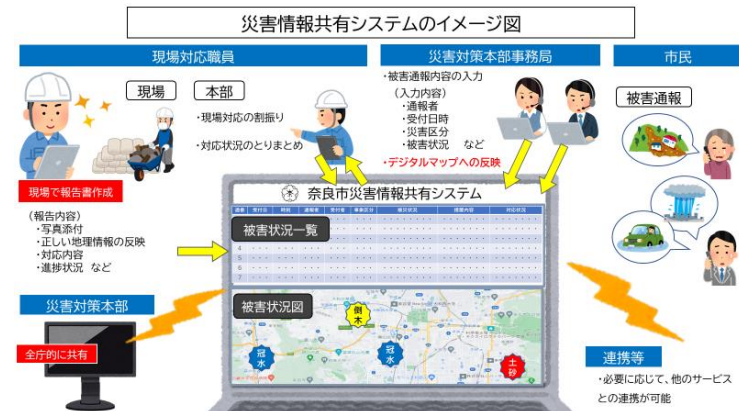 災害情報共有システムのイメージ図
現場対応職員
現場
本部
・現場対応の割振り
・対応状況のとりまとめ
現場で報告書作成
(報告内容)
・写真添付
・正しい地理情報の反映
・対応内容
・進捗状況 など
災害対策本部事務局
・被害通報内容の入力
(入力内容)
・通報者
・受付日時
・災害区分
・被害状況 など
・デジタルマップへの反映
市民
被害通報
奈良市災害情報共有システム
被害状況一覧
4
5
6
7
被害状況図
倒木
冠水
冠水
土砂
災害対策本部
全庁的に共有
連携等
・必要に応じて、他のサービス
との連携が可能